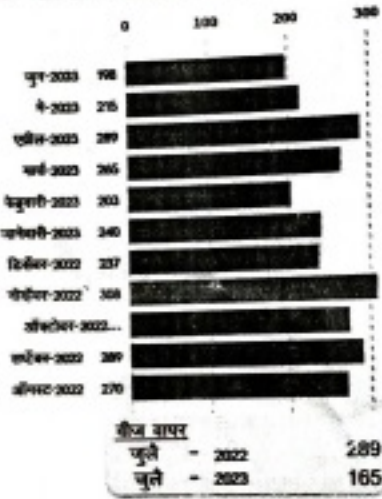 0 100 200 300
जुन-2023 198
मे-2023 215
एप्रील-2023 289
मार्च-2023 265
फेब्रुवारी-2023 203
जानेवारी-2023 240
डिसेंबर-2022 237
नोव्हेंबर-2022 308
ऑक्टोबर-2022...
सप्टेंबर-2022 289
ऑगस्ट-2022 270
वीज वापर
जुलै - 2022 289
जुलै - 2023 165